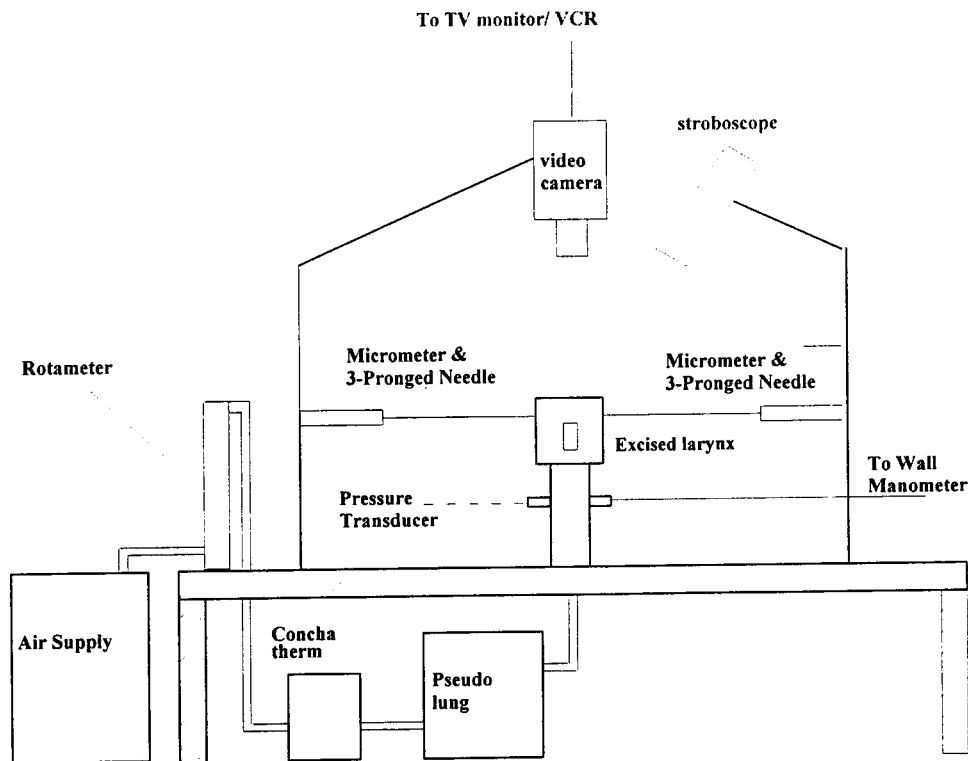 To TV monitor/ VCR
stroboscope
video
camera
Micrometer &
3-Pronged Needle
Micrometer &
3-Pronged Needle
Rotameter
Excised larynx
To Wall
Manometer
Pressure
Transducer
Air Supply
Concha
therm
Pseudo
lung